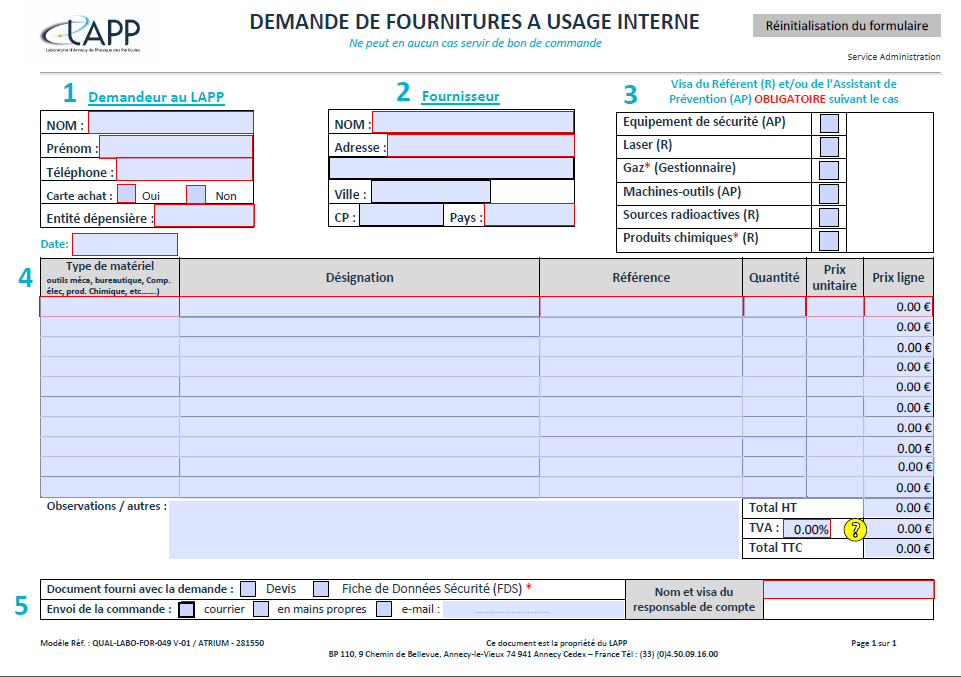 LAPP
Laboratoire d'Annecy de Physique des Particules
DEMANDE DE FOURNITURES A USAGE INTERNE
Ne peut en aucun cas servir de bon de commande
Réinitialisation du formulaire
Service Administration
1 Demandeur au LAPP
NOM :
Prénom :
Téléphone :
Carte achat : Oui Non
Entité dépensière :
Date:
2 Fournisseur
NOM :
Adresse :
Ville :
CP : Pays :
3 Visa du Référent (R) et/ou de l'Assistant de
Prévention (AP) OBLIGATOIRE suivant le cas
Equipement de sécurité (AP)
Laser (R)
Gaz* (Gestionnaire)
Machines-outils (AP)
Sources radioactives (R)
Produits chimiques* (R)
4
Type de matériel
outils méca, bureautique, Comp.
élec, prod. Chimique, etc.......)
Désignation
Référence
Quantité
Prix
unitaire
Prix ligne
0.00 €
0.00 €
0.00 €
0.00 €
0.00 €
0.00 €
0.00 €
0.00 €
0.00 €
0.00 €
Observations / autres :
Total HT 0.00 €
TVA : 0.00% ? 0.00 €
Total TTC 0.00 €
5
Document fourni avec la demande : Devis Fiche de Données Sécurité (FDS) *
Envoi de la commande : courrier en mains propres e-mail : ........................
Nom et visa du
responsable de compte
Modèle Réf. : QUAL-LABO-FOR-049 V-01 / ATRIUM - 281550
Ce document est la propriété du LAPP
Page 1 sur 1
BP 110, 9 Chemin de Bellevue, Annecy-le-Vieux 74 941 Annecy Cedex – France Tél : (33) (0)4.50.09.16.00